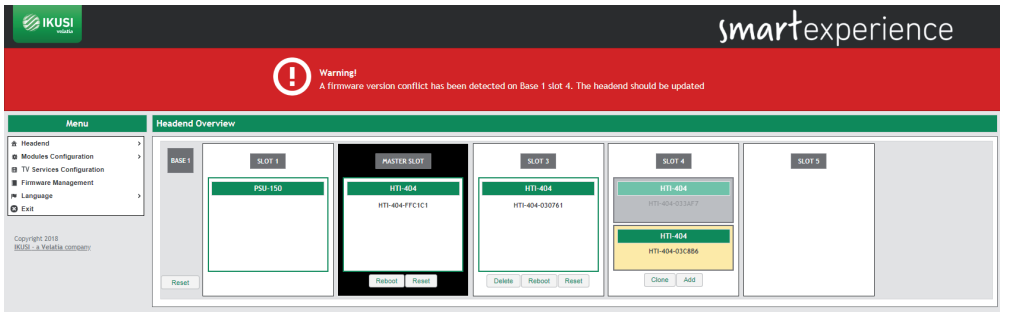 IKUSI
velatia
smartexperience
Warning!
A firmware version conflict has been detected on Base 1 slot 4. The headend should be updated
Menu
Headend
Modules Configuration
TV Services Configuration
Firmware Management
Language
Exit
Copyright 2018
IKUSI - a Velatia company
Headend Overview
BASE 1
Reset
SLOT 1
PSU-150
MASTER SLOT
HTI-404
HTI-404-FFC1C1
Reboot Reset
SLOT 3
HTI-404
HTI-404-030761
Delete Reboot Reset
SLOT 4
HTI-404
HTI-404
HTI-404-03C8B6
Clone Add
SLOT 5